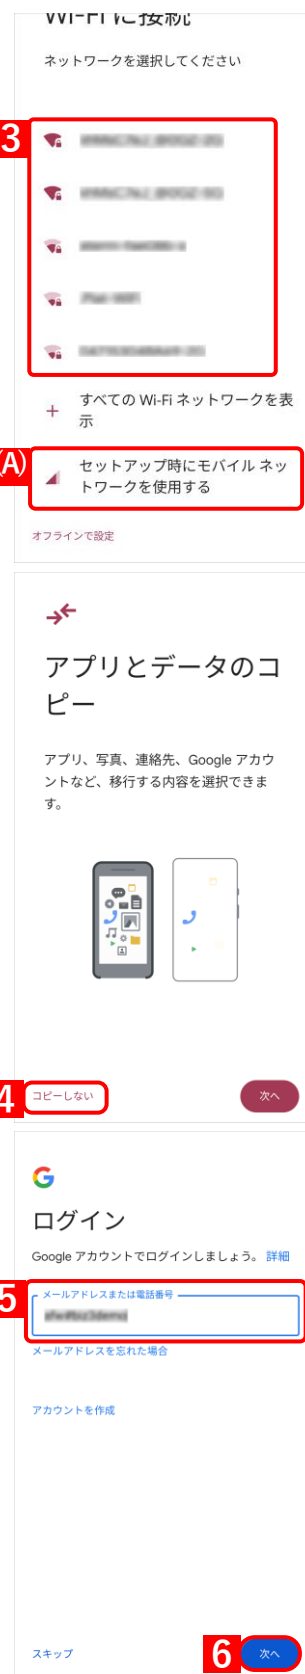 Wi-Fi に接続
ネットワークを選択してください
3
すべての Wi-Fi ネットワークを表
示
(A)
セットアップ時にモバイル ネッ
トワークを使用する
オフラインで設定
アプリとデータのコ
ピー
アプリ、写真、連絡先、Google アカウ
ントなど、移行する内容を選択できま
す。
4
コピーしない
次へ
ログイン
Google アカウントでログインしましょう。 詳細
5
メールアドレスまたは電話番号
メールアドレスを忘れた場合
アカウントを作成
スキップ
6
次へ